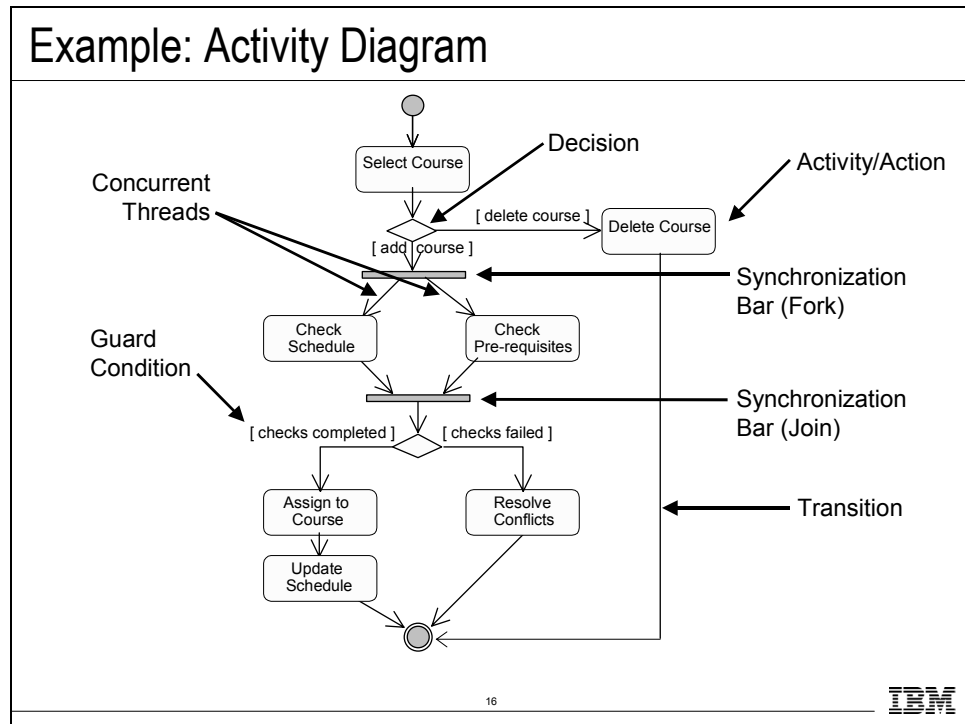 Example: Activity Diagram
Select Course
Decision
Activity/Action
Concurrent
Threads
[ delete course ]
Delete Course
[ add course ]
Synchronization
Bar (Fork)
Check
Schedule
Check
Pre-requisites
Guard
Condition
Synchronization
Bar (Join)
[ checks completed ]
[ checks failed ]
Assign to
Course
Resolve
Conflicts
Transition
Update
Schedule
16
IBM